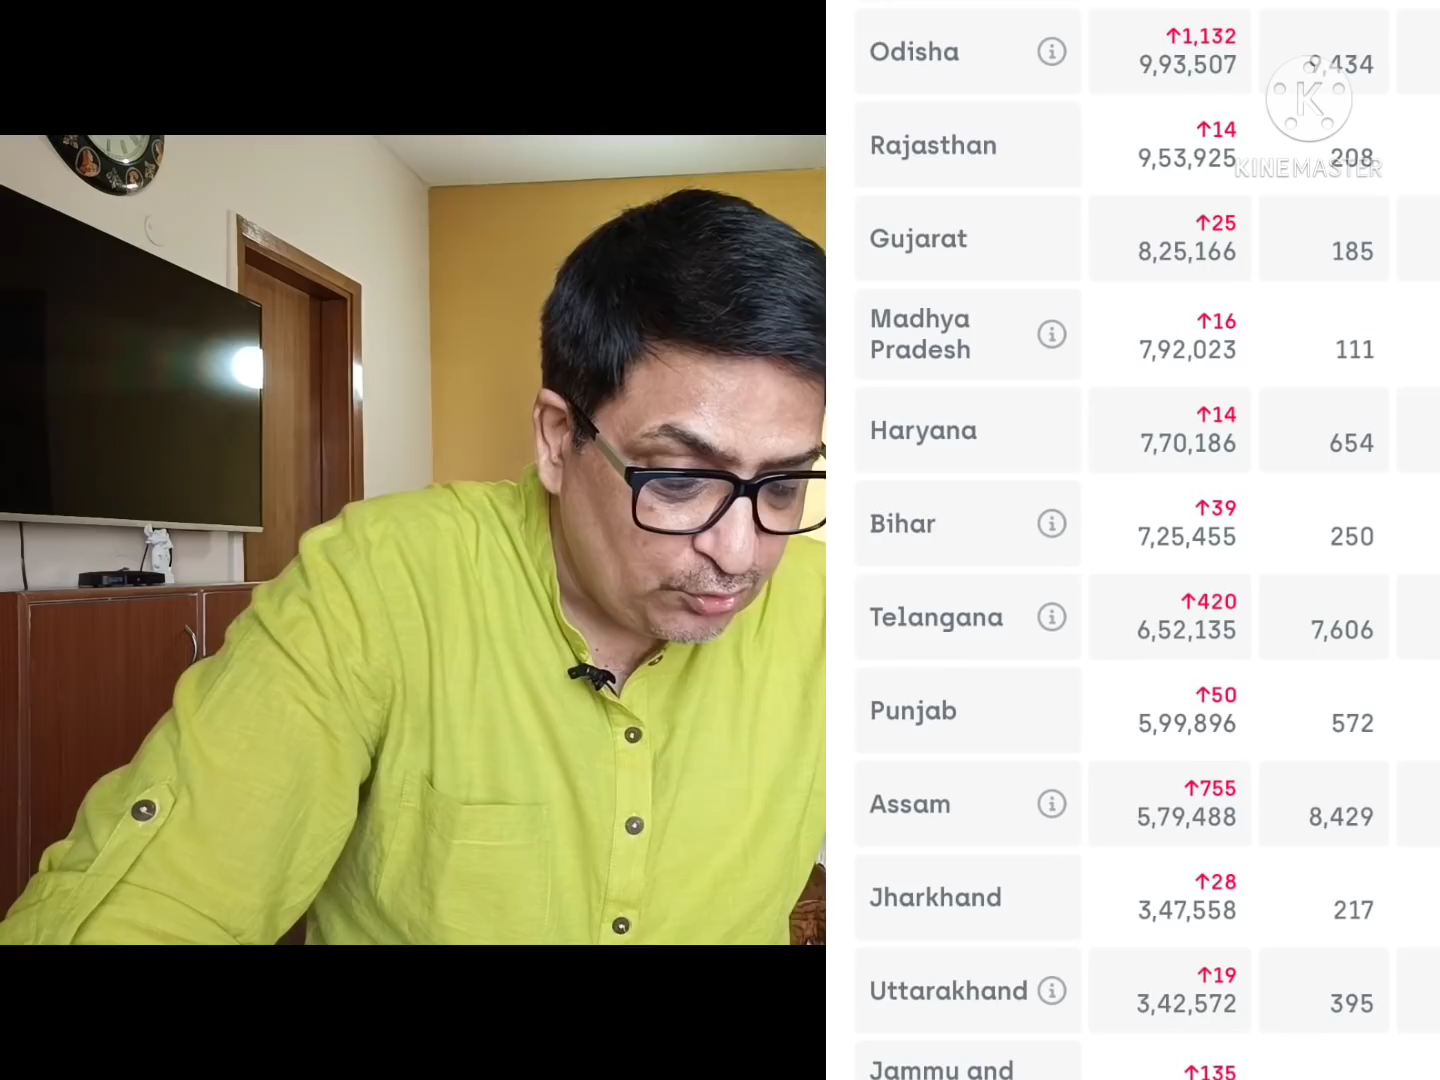 Odisha
↑1,132
9,93,507
9,434
Rajasthan
↑14
9,53,925
208
KINEMASTER
Gujarat
↑25
8,25,166
185
Madhya
Pradesh
↑16
7,92,023
111
Haryana
↑14
7,70,186
654
Bihar
↑39
7,25,455
250
Telangana
↑420
6,52,135
7,606
Punjab
↑50
5,99,896
572
Assam
↑755
5,79,488
8,429
Jharkhand
↑28
3,47,558
217
Uttarakhand
↑19
3,42,572
395
Jammu and
↑135